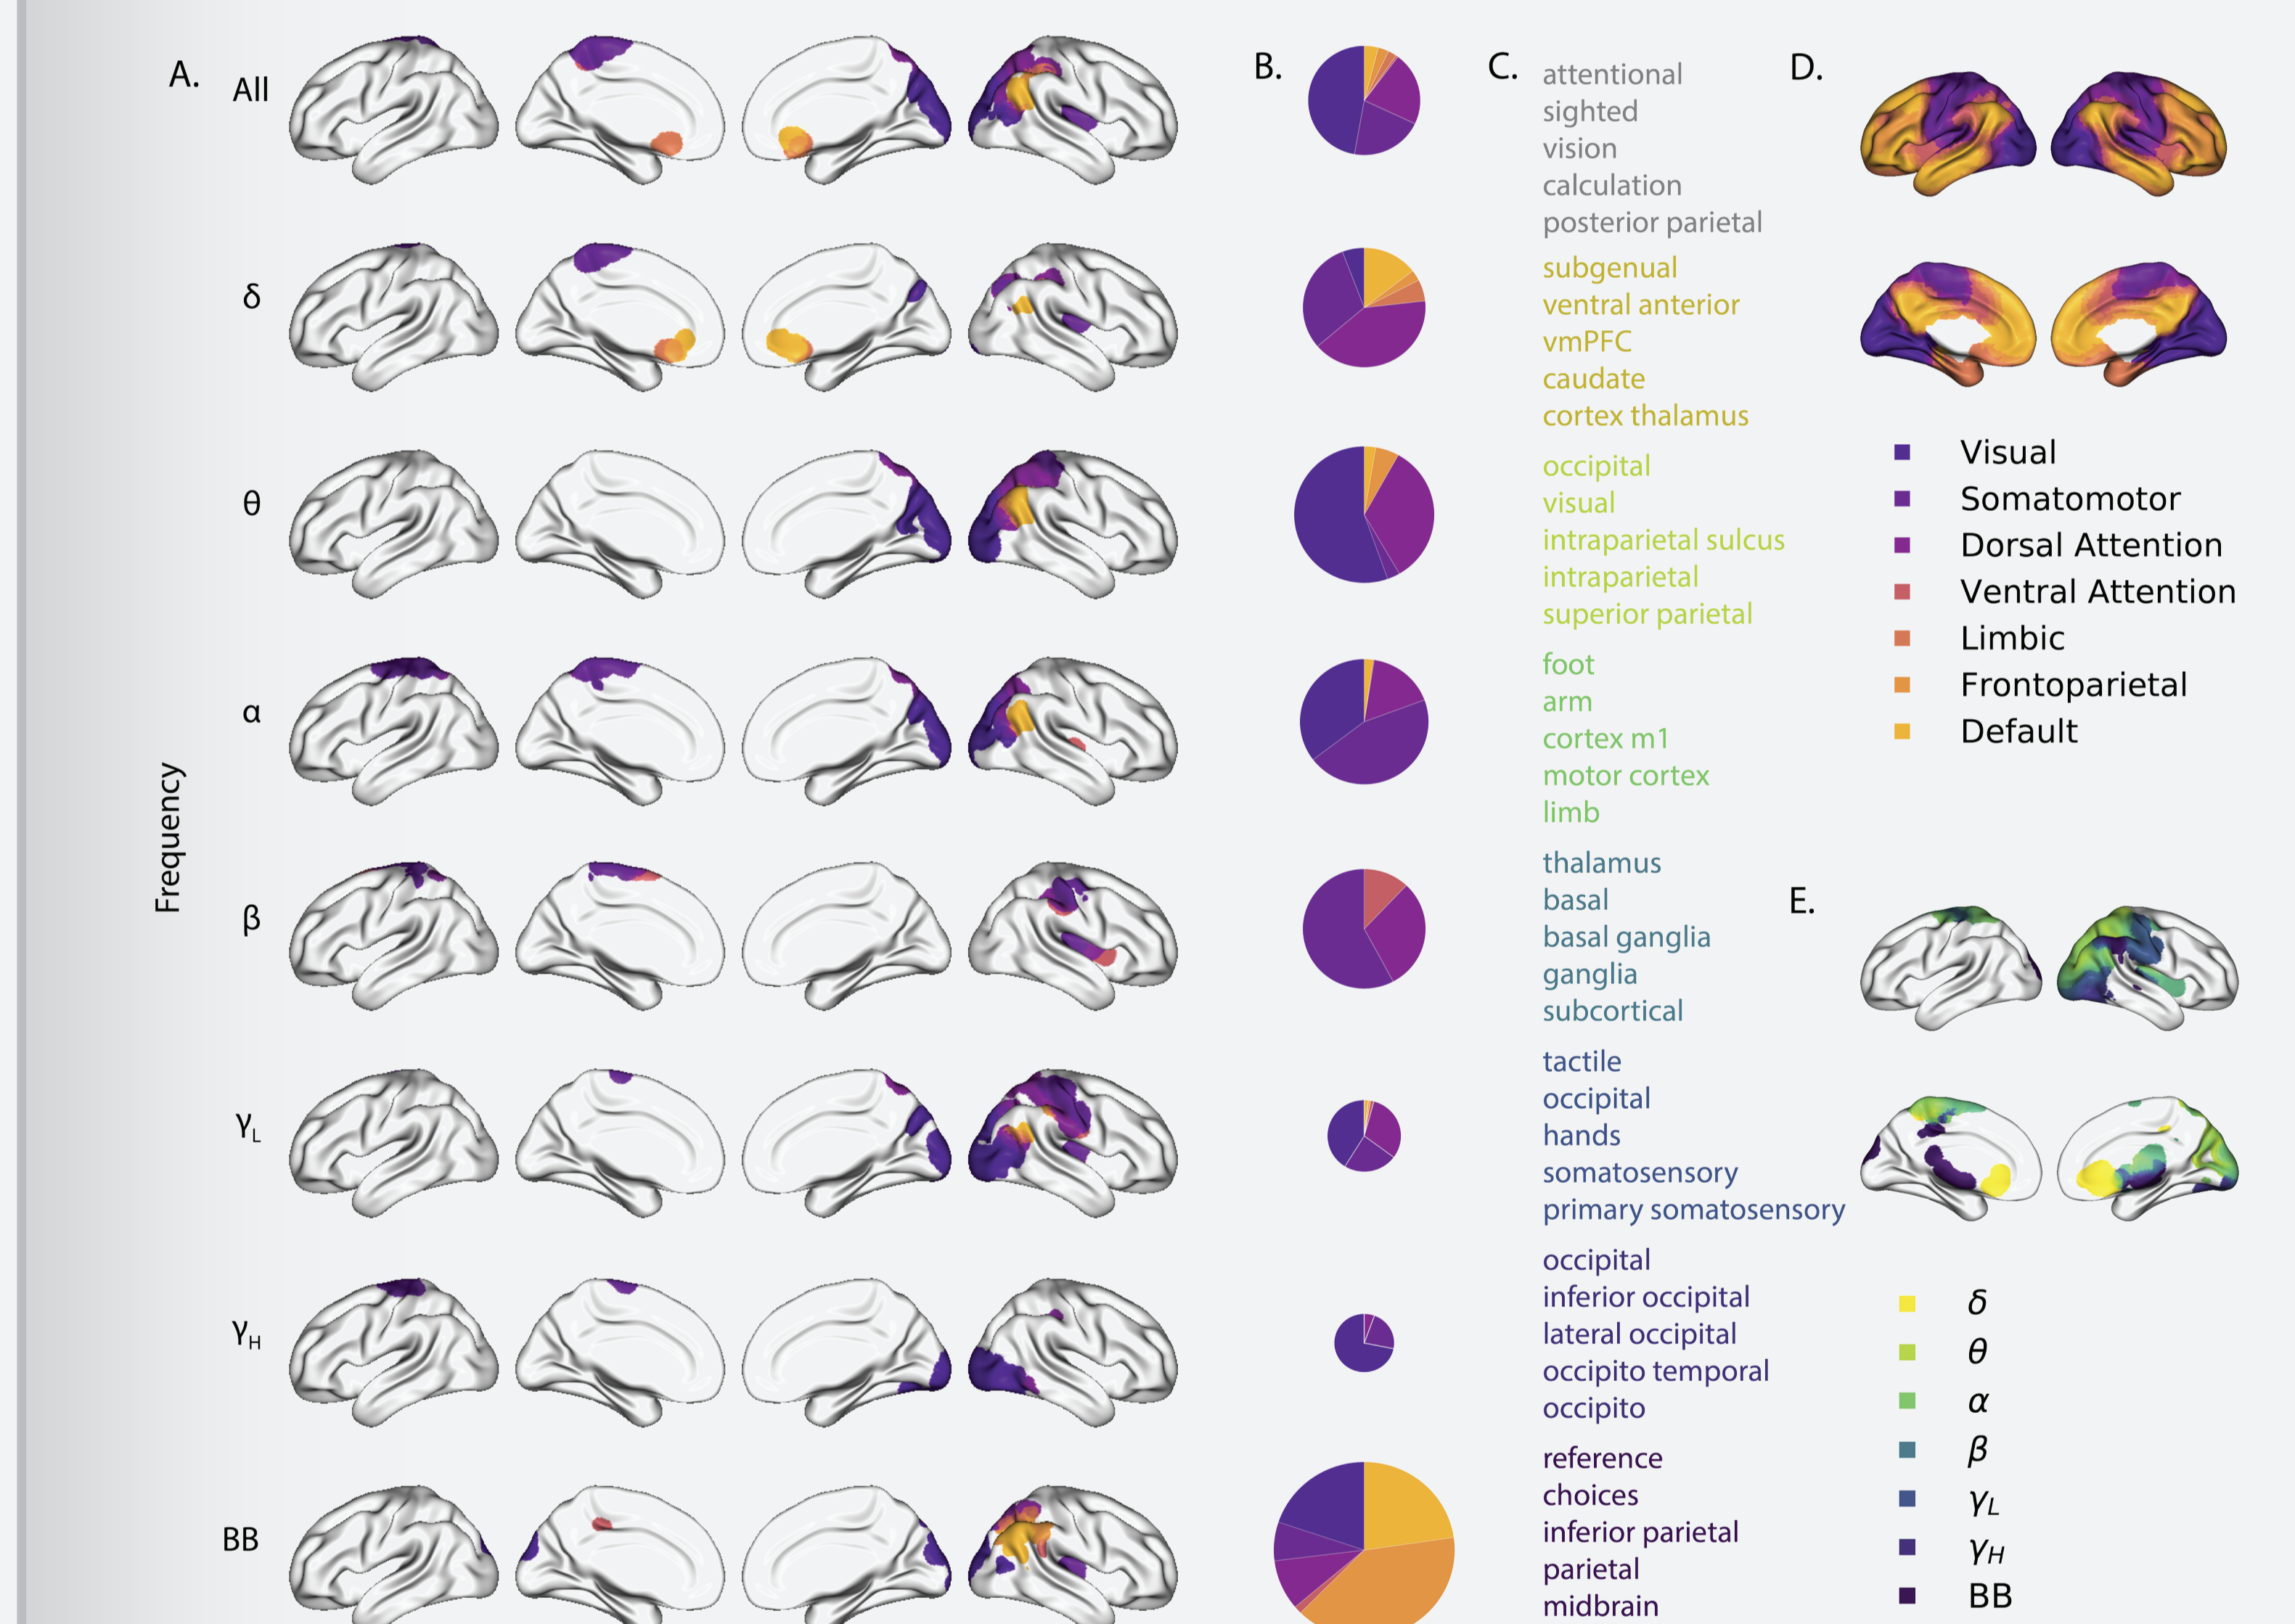 A.
Frequency
All
δ
θ
α
β
γL
γH
BB
B.
C.
attentional
sighted
vision
calculation
posterior parietal
subgenual
ventral anterior
vmPFC
caudate
cortex thalamus
occipital
visual
intraparietal sulcus
intraparietal
superior parietal
foot
arm
cortex m1
motor cortex
limb
thalamus
basal
basal ganglia
ganglia
subcortical
tactile
occipital
hands
somatosensory
primary somatosensory
occipital
inferior occipital
lateral occipital
occipito temporal
occipito
reference
choices
inferior parietal
parietal
midbrain
D.
Visual
Somatomotor
Dorsal Attention
Ventral Attention
Limbic
Frontoparietal
Default
E.
δ
θ
α
β
γL
γH
BB